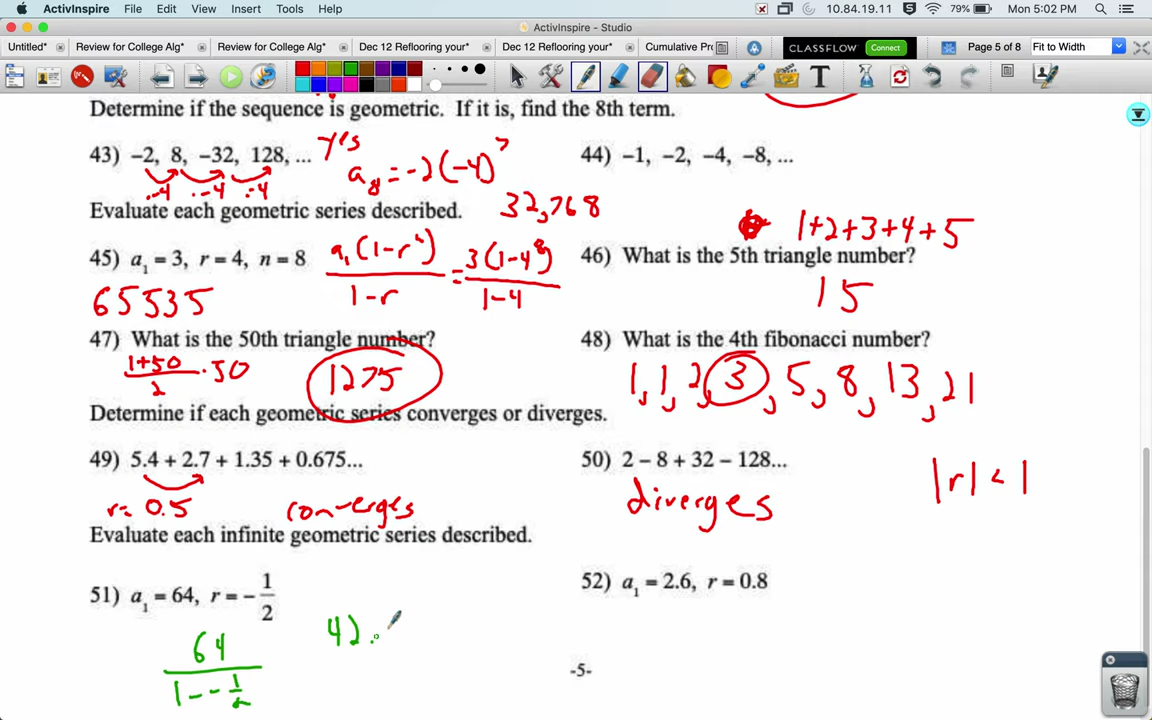 ActivInspire File Edit View Insert Tools Help 79% Mon 5:02 PM 10.84.19.11
ActivInspire - Studio
Untitled* Review for College Alg* Review for College Alg* Dec 12 Reflooring your* Dec 12 Reflooring your* Cumulative Pr CLASSFLOW Connect Page 5 of 8 Fit to Width
Determine if the sequence is geometric. If it is, find the 8th term.
43) –2, 8, –32, 128, ... yes
·-4 ·-4 ·-4
a₈ = -2(-4)⁷
32,768
44) –1, –2, –4, –8, ...
Evaluate each geometric series described.
45) a₁ = 3, r = 4, n = 8
a₁(1-rⁿ)/1-r = 3(1-4⁸)/1-4
65535
1+2+3+4+5
46) What is the 5th triangle number?
15
47) What is the 50th triangle number?
1+50/2 · 50
1275
48) What is the 4th fibonacci number?
1, 1, 2, 3, 5, 8, 13, 21
Determine if each geometric series converges or diverges.
49) 5.4 + 2.7 + 1.35 + 0.675...
r= 0.5 converges
50) 2 – 8 + 32 – 128...
diverges
|r| < 1
Evaluate each infinite geometric series described.
51) a₁ = 64, r = – 1/2
64/1--1/2
42.
52) a₁ = 2.6, r = 0.8
-5-